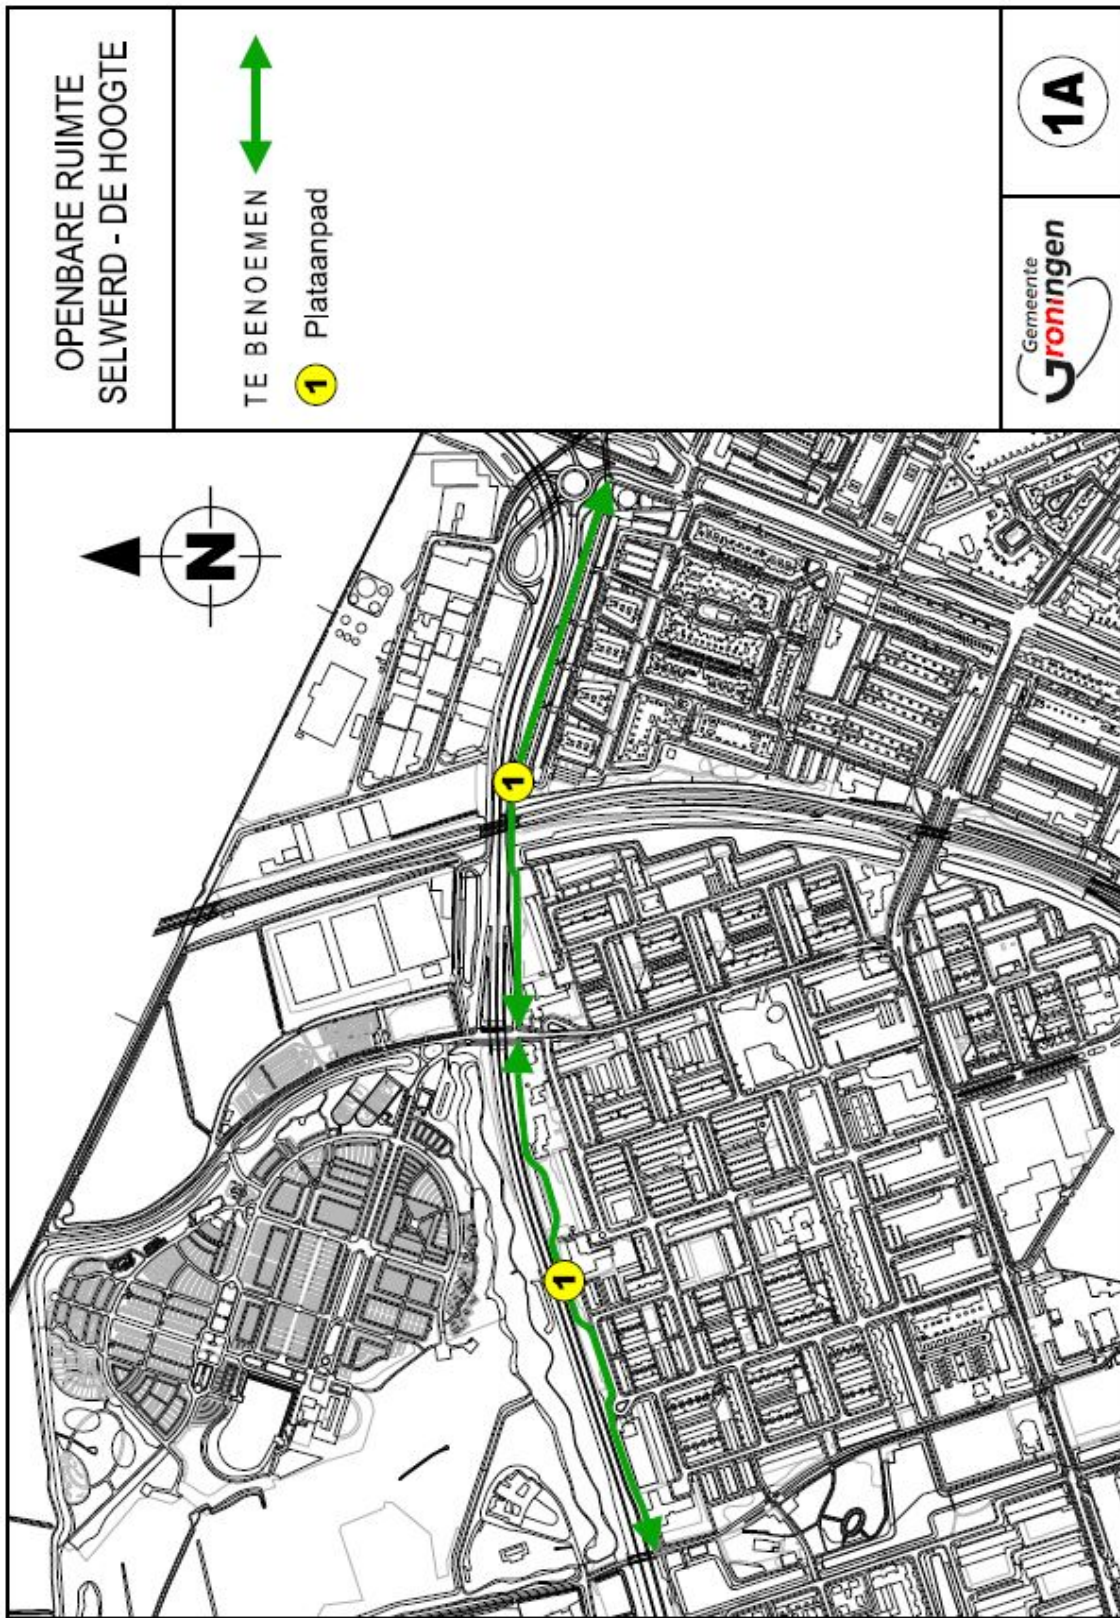 OPENBARE RUIMTE
SELWERD - DE HOOGTE
TE BENOEMEN
1 Plataanpad
Gemeente
Groningen
1A
N
1
1